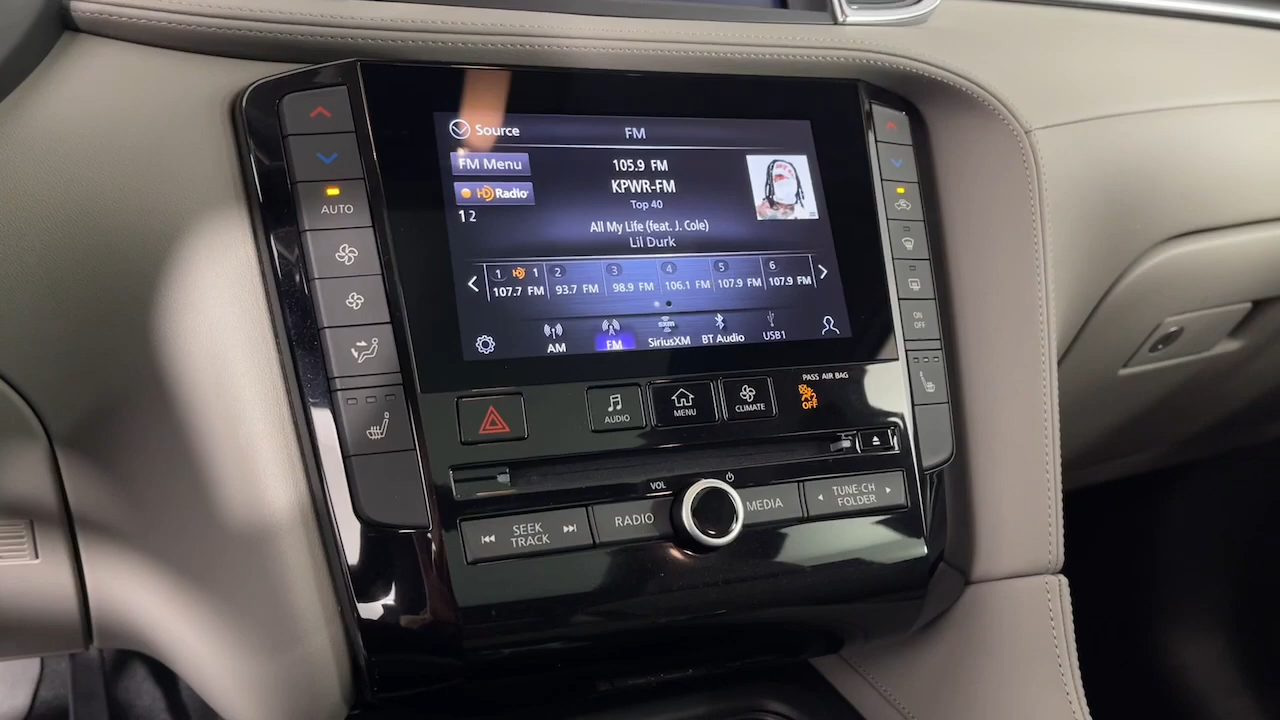 Source
FM
FM Menu
105.9 FM
HD Radio
KPWR-FM
Top 40
1 2
All My Life (feat. J. Cole)
Lil Durk
1 HD 1 2 3 4 5 6
107.7 FM 93.7 FM 98.9 FM 106.1 FM 107.9 FM 107.9 FM
AM FM SiriusXM BT Audio USB1
AUTO
ON
OFF
AUDIO
MENU
CLIMATE
PASS AIR BAG
2
OFF
VOL
SEEK
TRACK
RADIO
MEDIA
TUNE·CH
FOLDER